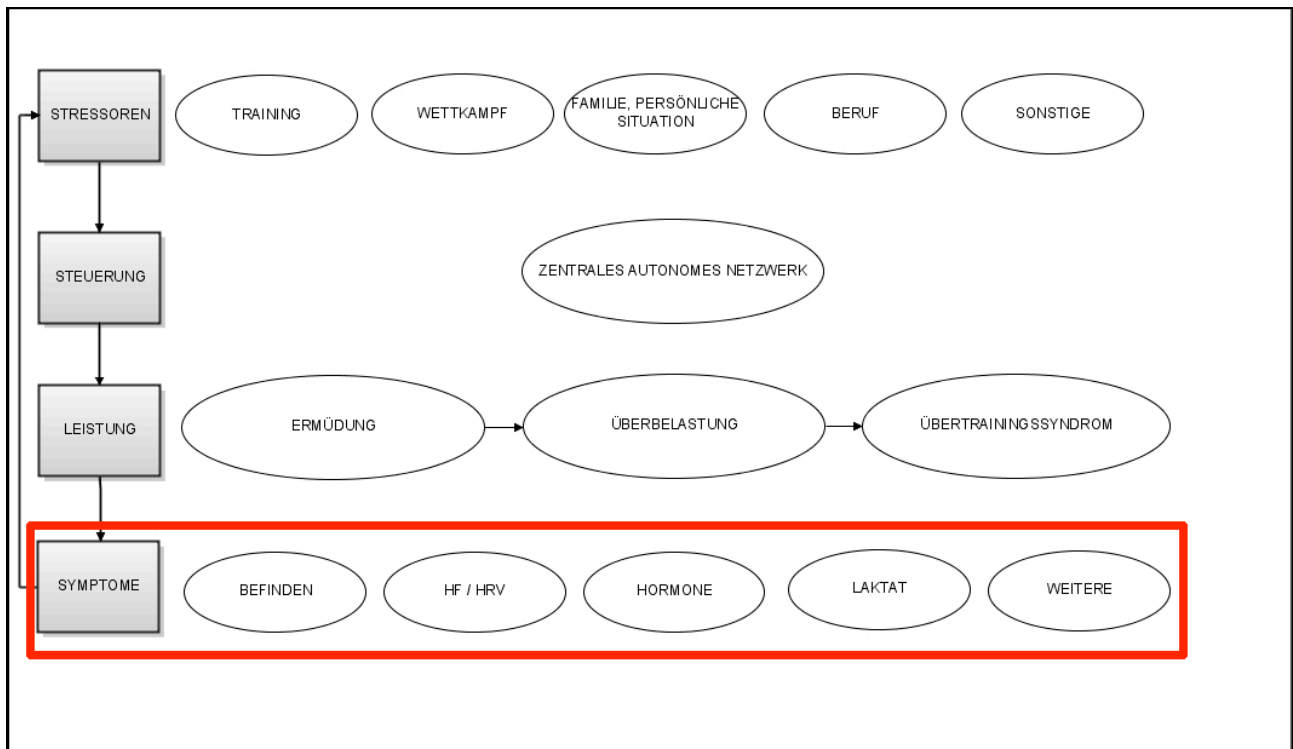 STRESSOREN
TRAINING
WETTKAMPF
FAMILIE, PERSÖNLICHE
SITUATION
BERUF
SONSTIGE
STEUERUNG
ZENTRALES AUTONOMES NETZWERK
LEISTUNG
ERMÜDUNG
ÜBERBELASTUNG
ÜBERTRAININGSSYNDROM
SYMPTOME
BEFINDEN
HF / HRV
HORMONE
LAKTAT
WEITERE